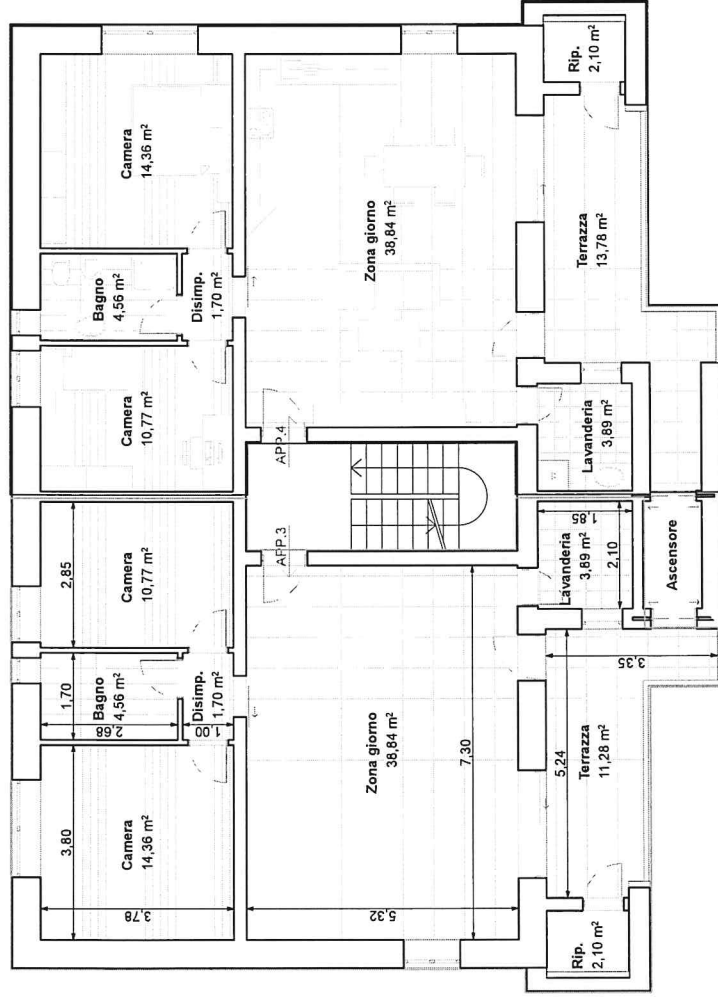 Camera
14,36 m²
Bagno
4,56 m²
Disimp.
1,70 m²
Camera
10,77 m²
Zona giorno
38,84 m²
Rip.
2,10 m²
Terrazza
13,78 m²
Lavanderia
3,89 m²
APP.4
APP.3
2,85
Camera
10,77 m²
1,70
Bagno
4,56 m²
2,68
Disimp.
1,70 m²
1,00
3,80
Camera
14,36 m²
3,78
Zona giorno
38,84 m²
7,30
5,32
1,85
Lavanderia
3,89 m²
2,10
Ascensore
3,35
5,24
Terrazza
11,28 m²
Rip.
2,10 m²